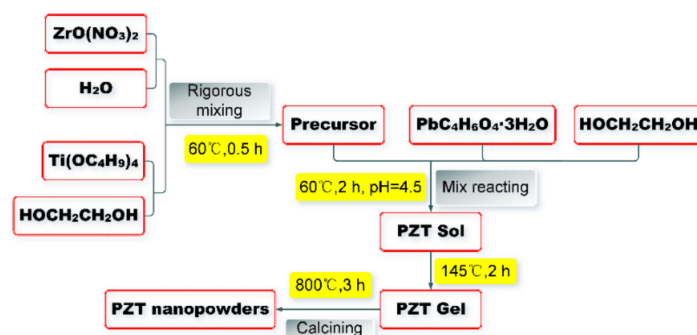 ZrO(NO₃)₂
H₂O
Rigorous
mixing
60℃,0.5 h
Ti(OC₄H₉)₄
HOCH₂CH₂OH
Precursor
PbC₄H₆O₄·3H₂O
HOCH₂CH₂OH
60℃,2 h, pH=4.5
Mix reacting
PZT Sol
145℃,2 h
800℃,3 h
PZT nanopowders
PZT Gel
Calcining